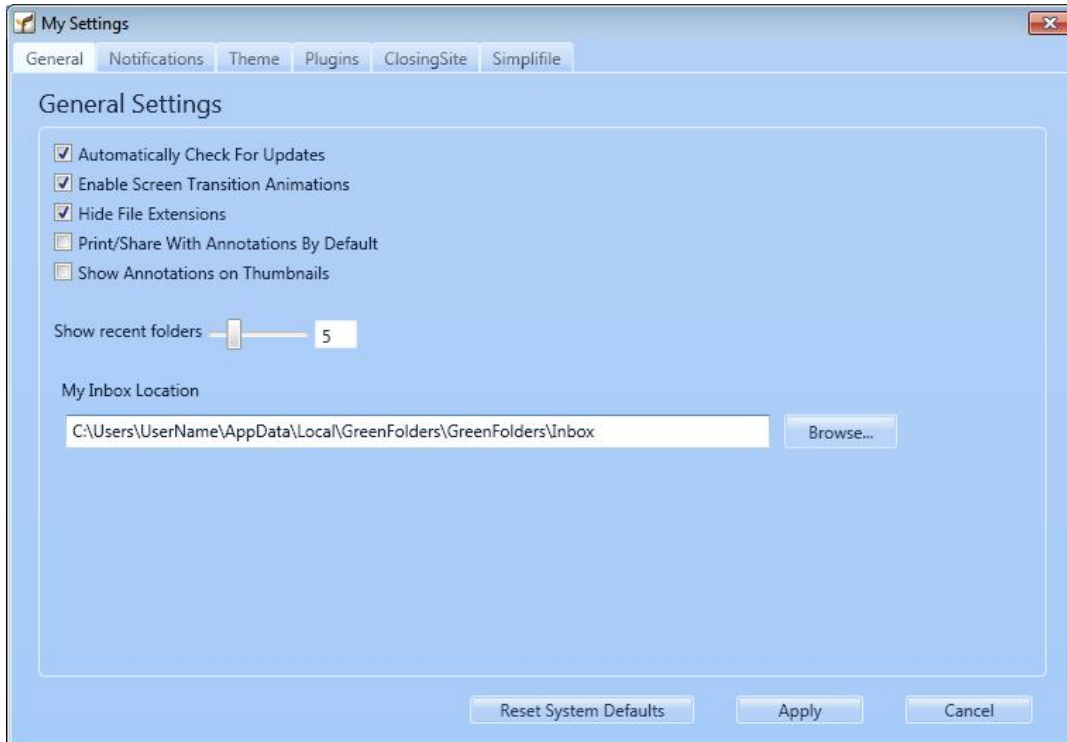 My Settings
General Notifications Theme Plugins ClosingSite Simplifile
General Settings
Automatically Check For Updates
Enable Screen Transition Animations
Hide File Extensions
Print/Share With Annotations By Default
Show Annotations on Thumbnails
Show recent folders 5
My Inbox Location
C:\Users\UserName\AppData\Local\GreenFolders\GreenFolders\Inbox Browse...
Reset System Defaults Apply Cancel